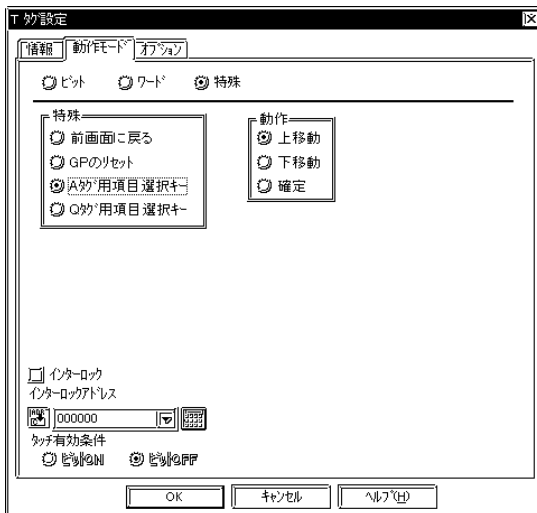 T ﾀｸﾞ設定
情報 動作ﾓｰﾄﾞ ｵﾌﾟｼｮﾝ
ﾋﾞｯﾄ ﾜｰﾄﾞ 特殊
特殊
前画面に戻る
GPのﾘｾｯﾄ
Aﾀｸﾞ用項目選択ｷｰ
Qﾀｸﾞ用項目選択ｷｰ
動作
上移動
下移動
確定
ｲﾝﾀｰﾛｯｸ
ｲﾝﾀｰﾛｯｸｱﾄﾞﾚｽ
000000
ﾀｯﾁ有効条件
ﾋﾞｯﾄON ﾋﾞｯﾄOFF
OK ｷｬﾝｾﾙ ﾍﾙﾌﾟ(H)